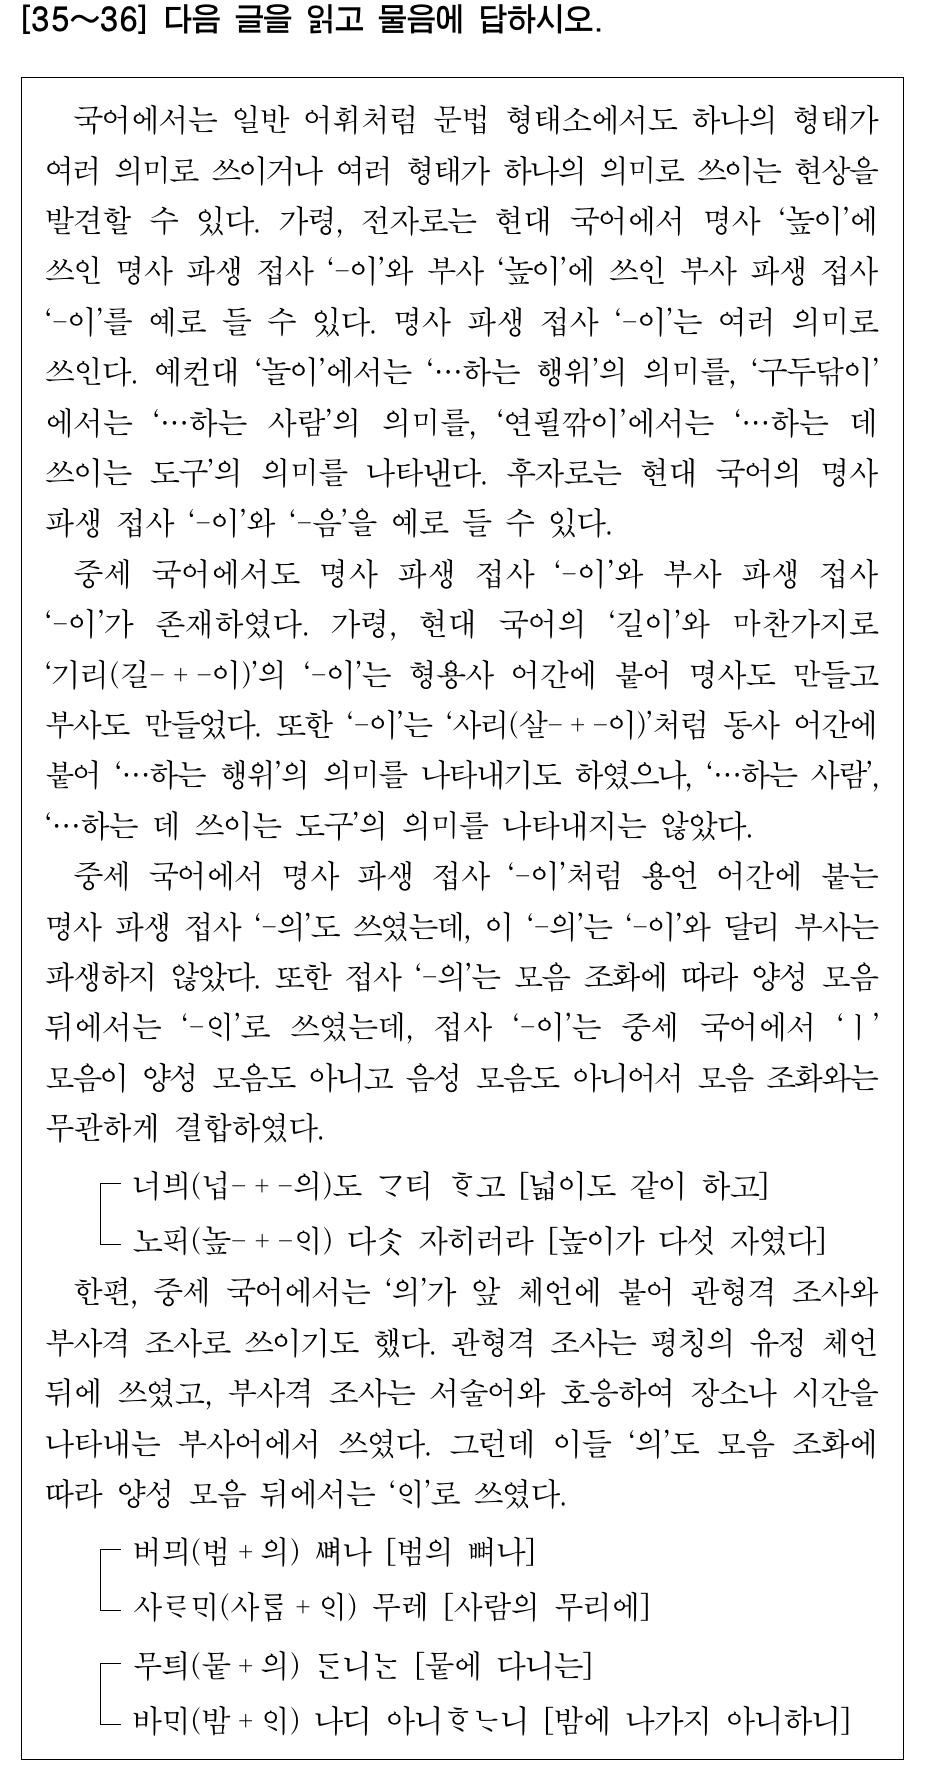 [35～36] 다음 글을 읽고 물음에 답하시오.
국어에서는 일반 어휘처럼 문법 형태소에서도 하나의 형태가
여러 의미로 쓰이거나 여러 형태가 하나의 의미로 쓰이는 현상을
발견할 수 있다. 가령, 전자로는 현대 국어에서 명사 ‘높이’에
쓰인 명사 파생 접사 ‘-이’와 부사 ‘높이’에 쓰인 부사 파생 접사
‘-이’를 예로 들 수 있다. 명사 파생 접사 ‘-이’는 여러 의미로
쓰인다. 예컨대 ‘놀이’에서는 ‘…하는 행위’의 의미를, ‘구두닦이’
에서는 ‘…하는 사람’의 의미를, ‘연필깎이’에서는 ‘…하는 데
쓰이는 도구’의 의미를 나타낸다. 후자로는 현대 국어의 명사
파생 접사 ‘-이’와 ‘-음’을 예로 들 수 있다.
중세 국어에서도 명사 파생 접사 ‘-이’와 부사 파생 접사
‘-이’가 존재하였다. 가령, 현대 국어의 ‘길이’와 마찬가지로
‘기리(길- + -이)’의 ‘-이’는 형용사 어간에 붙어 명사도 만들고
부사도 만들었다. 또한 ‘-이’는 ‘사리(살- + -이)’처럼 동사 어간에
붙어 ‘…하는 행위’의 의미를 나타내기도 하였으나, ‘…하는 사람’,
‘…하는 데 쓰이는 도구’의 의미를 나타내지는 않았다.
중세 국어에서 명사 파생 접사 ‘-이’처럼 용언 어간에 붙는
명사 파생 접사 ‘-의’도 쓰였는데, 이 ‘-의’는 ‘-이’와 달리 부사는
파생하지 않았다. 또한 접사 ‘-의’는 모음 조화에 따라 양성 모음
뒤에서는 ‘-ᄋᆡ’로 쓰였는데, 접사 ‘-이’는 중세 국어에서 ‘ㅣ’
모음이 양성 모음도 아니고 음성 모음도 아니어서 모음 조화와는
무관하게 결합하였다.
너븨(넙- + -의)도 ᄀᆞ티 ᄒᆞ고 [넓이도 같이 하고]
노ᄑᆡ(높- + -ᄋᆡ) 다ᄉᆞᆺ 자히러라 [높이가 다섯 자였다]
한편, 중세 국어에서는 ‘의’가 앞 체언에 붙어 관형격 조사와
부사격 조사로 쓰이기도 했다. 관형격 조사는 평칭의 유정 체언
뒤에 쓰였고, 부사격 조사는 서술어와 호응하여 장소나 시간을
나타내는 부사어에서 쓰였다. 그런데 이들 ‘의’도 모음 조화에
따라 양성 모음 뒤에서는 ‘ᄋᆡ’로 쓰였다.
버믜(범 + 의) ᄲᅧ나 [범의 뼈나]
사ᄅᆞᄆᆡ(사ᄅᆞᆷ + ᄋᆡ) 무레 [사람의 무리에]
무틔(뭍 + 의) ᄃᆞᆫ니ᄂᆞᆫ [뭍에 다니는]
바ᄆᆡ(밤 + ᄋᆡ) 나디 아니ᄒᆞᄂᆞ니 [밤에 나가지 아니하니]